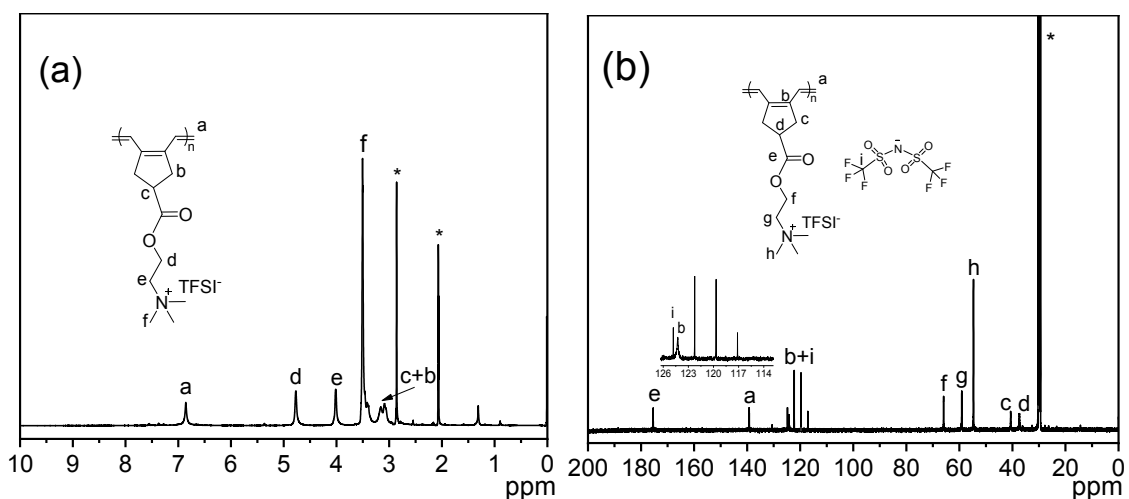 (a)
a
n
b
c
O
O
d
e
N+
TFSI-
f
f
*
*
c+b
a
d
e
10 9 8 7 6 5 4 3 2 1 0
ppm
(b)
a
b
n
c
d
e
O
O
f
g
N+
TFSI-
h
O
N-
O
i
S
S
F
O
O
F
F
F
F
F
*
h
i
b
126 123 120 117 114
b+i
e
a
f
g
c
d
200 180 160 140 120 100 80 60 40 20 0
ppm